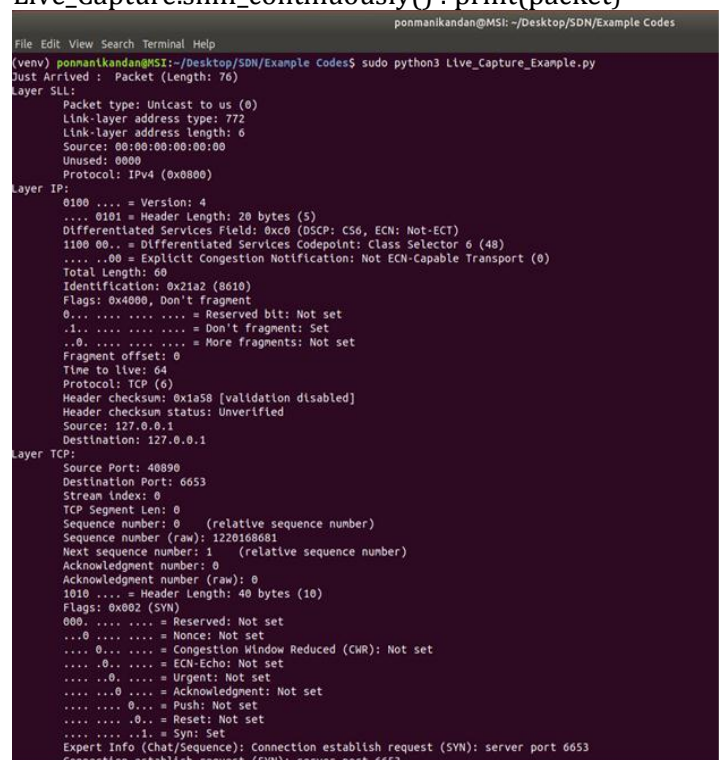 Live_Capture.sniff_continuously() : print(packet)
ponmanikandan@MSI: ~/Desktop/SDN/Example Codes
File Edit View Search Terminal Help
(venv) ponmanikandan@MSI:~/Desktop/SDN/Example Codes$ sudo python3 Live_Capture_Example.py
Just Arrived : Packet (Length: 76)
Layer SLL:
Packet type: Unicast to us (0)
Link-layer address type: 772
Link-layer address length: 6
Source: 00:00:00:00:00:00
Unused: 0000
Protocol: IPv4 (0x0800)
Layer IP:
0100 .... = Version: 4
.... 0101 = Header Length: 20 bytes (5)
Differentiated Services Field: 0xc0 (DSCP: CS6, ECN: Not-ECT)
1100 00.. = Differentiated Services Codepoint: Class Selector 6 (48)
.... ..00 = Explicit Congestion Notification: Not ECN-Capable Transport (0)
Total Length: 60
Identification: 0x21a2 (8610)
Flags: 0x4000, Don't fragment
0... .... .... .... = Reserved bit: Not set
.1.. .... .... .... = Don't fragment: Set
..0. .... .... .... = More fragments: Not set
Fragment offset: 0
Time to live: 64
Protocol: TCP (6)
Header checksum: 0x1a58 [validation disabled]
Header checksum status: Unverified
Source: 127.0.0.1
Destination: 127.0.0.1
Layer TCP:
Source Port: 40890
Destination Port: 6653
Stream index: 0
TCP Segment Len: 0
Sequence number: 0 (relative sequence number)
Sequence number (raw): 1220168681
Next sequence number: 1 (relative sequence number)
Acknowledgment number: 0
Acknowledgment number (raw): 0
1010 .... = Header Length: 40 bytes (10)
Flags: 0x002 (SYN)
000. .... .... = Reserved: Not set
...0 .... .... = Nonce: Not set
.... 0... .... = Congestion Window Reduced (CWR): Not set
.... .0.. .... = ECN-Echo: Not set
.... ..0. .... = Urgent: Not set
.... ...0 .... = Acknowledgment: Not set
.... .... 0... = Push: Not set
.... .... .0.. = Reset: Not set
.... .... ..1. = Syn: Set
Expert Info (Chat/Sequence): Connection establish request (SYN): server port 6653
Connection establish request (SYN): server port 6653